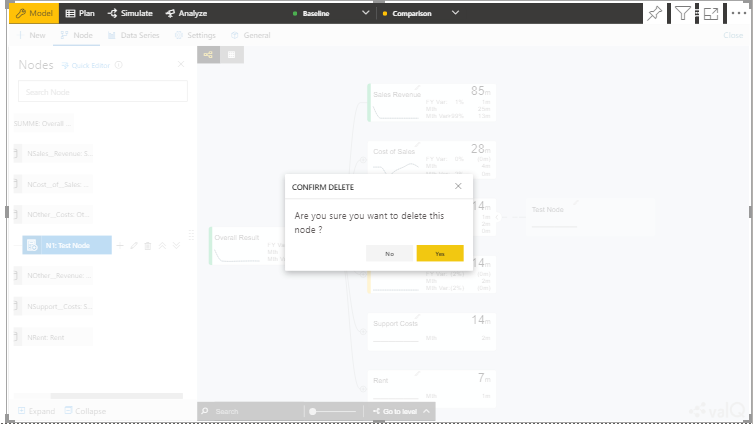 Model Plan Simulate Analyze Baseline Comparison
New Node Data Series Settings General Close
Nodes Quick Editor
Search Node
SUMME Overall ...
NSales_Revenue: S...
NCost_of_Sales: ...
NOther_Costs: Ot...
N1: Test Node
NOther_Revenue: ...
NSupport_Costs: S...
NRent: Rent
Expand Collapse
Overall Result
Sales Revenue 85m
Cost of Sales 28m
14m
Test Node
14m
Support Costs 14m
Rent 7m
CONFIRM DELETE
Are you sure you want to delete this
node ?
No Yes
Search Go to level
valQ